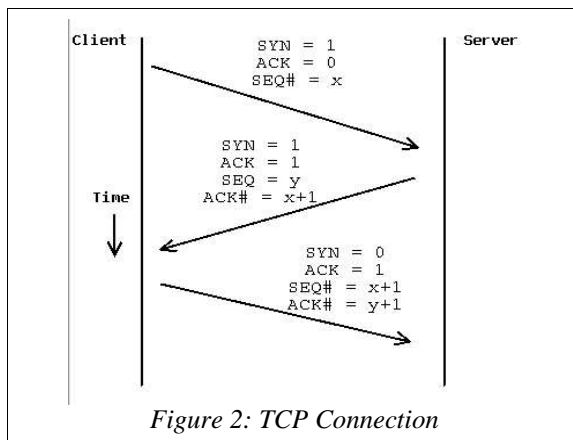 Client
Server
SYN = 1
ACK = 0
SEQ# = x
SYN = 1
ACK = 1
SEQ = y
ACK# = x+1
Time
SYN = 0
ACK = 1
SEQ# = x+1
ACK# = y+1
Figure 2: TCP Connection